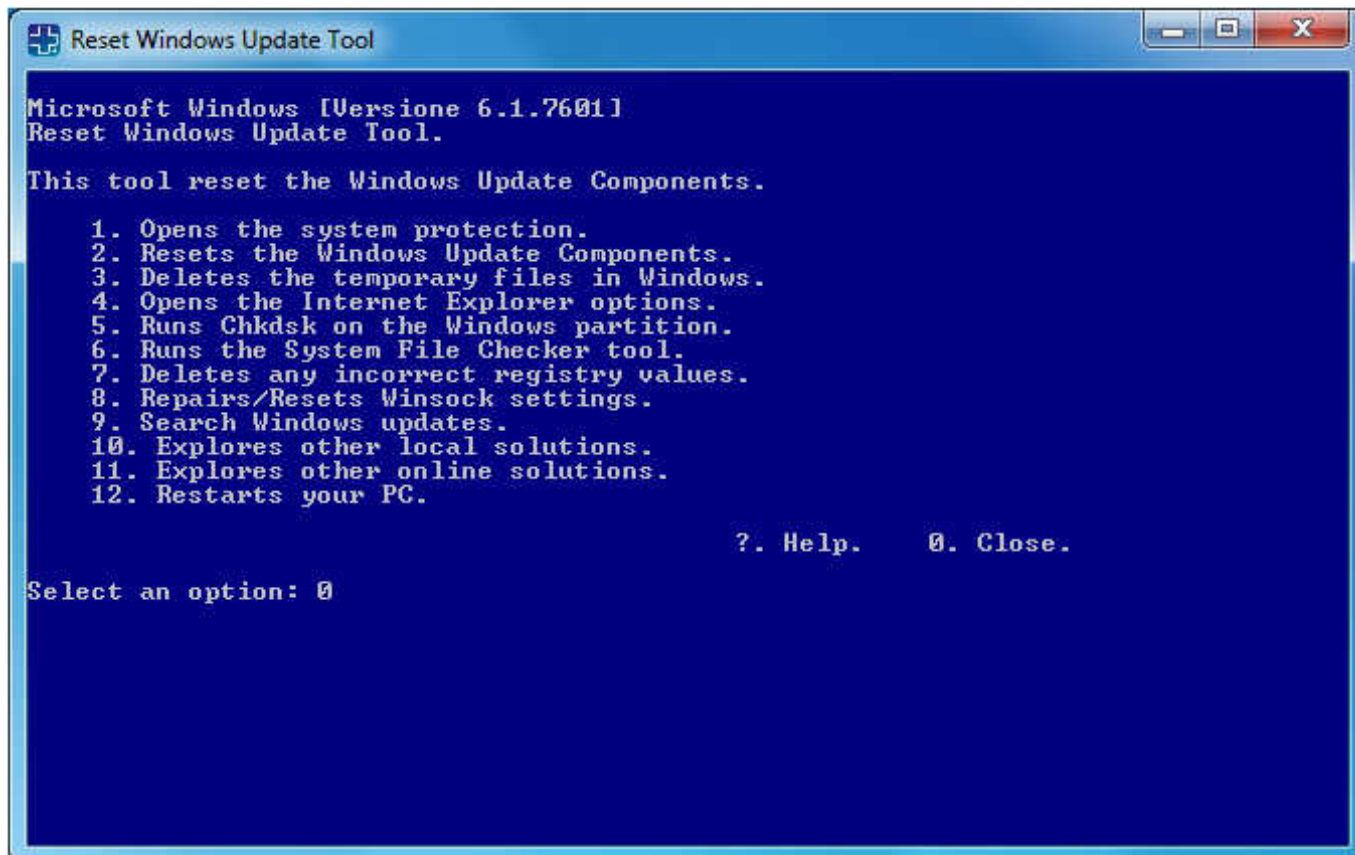 Reset Windows Update Tool
Microsoft Windows [Versione 6.1.7601]
Reset Windows Update Tool.
This tool reset the Windows Update Components.
1. Opens the system protection.
2. Resets the Windows Update Components.
3. Deletes the temporary files in Windows.
4. Opens the Internet Explorer options.
5. Runs Chkdsk on the Windows partition.
6. Runs the System File Checker tool.
7. Deletes any incorrect registry values.
8. Repairs/Resets Winsock settings.
9. Search Windows updates.
10. Explores other local solutions.
11. Explores other online solutions.
12. Restarts your PC.
?. Help. 0. Close.
Select an option: 0